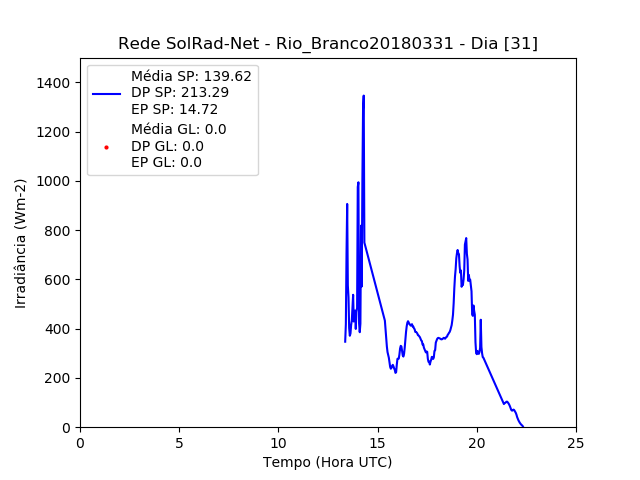 Rede SolRad-Net - Rio_Branco20180331 - Dia [31]
Média SP: 139.62
DP SP: 213.29
EP SP: 14.72
Média GL: 0.0
DP GL: 0.0
EP GL: 0.0
Irradiância (Wm-2)
1400
1200
1000
800
600
400
200
0
0 5 10 15 20 25
Tempo (Hora UTC)